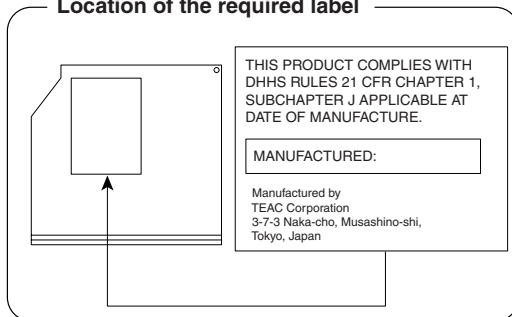 Location of the required label
THIS PRODUCT COMPLIES WITH
DHHS RULES 21 CFR CHAPTER 1,
SUBCHAPTER J APPLICABLE AT
DATE OF MANUFACTURE.
MANUFACTURED:
Manufactured by
TEAC Corporation
3-7-3 Naka-cho, Musashino-shi,
Tokyo, Japan